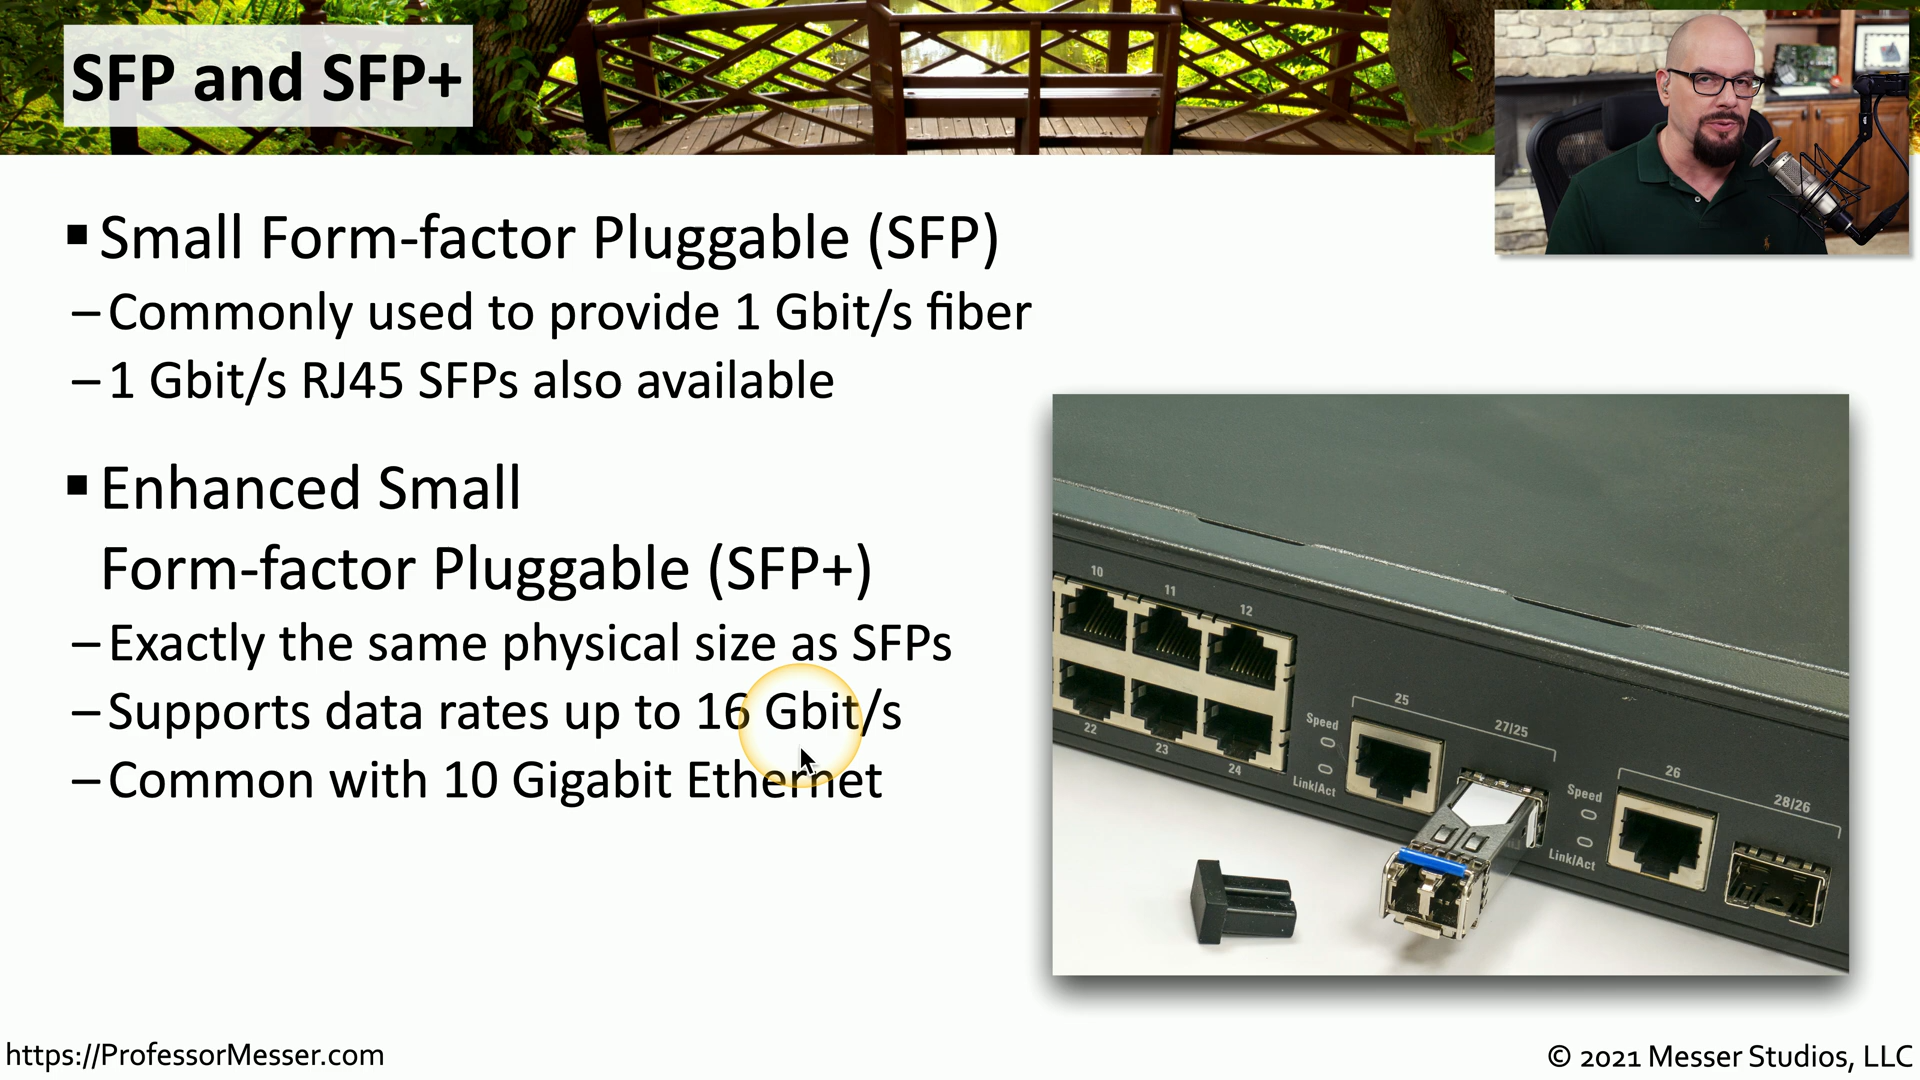 SFP and SFP+
▪ Small Form-factor Pluggable (SFP)
– Commonly used to provide 1 Gbit/s fiber
– 1 Gbit/s RJ45 SFPs also available
▪ Enhanced Small
Form-factor Pluggable (SFP+)
– Exactly the same physical size as SFPs
– Supports data rates up to 16 Gbit/s
– Common with 10 Gigabit Ethernet
10
11
12
22
23
24
25
27/25
Speed
Link/Act
26
28/26
Speed
Link/Act
https://ProfessorMesser.com
© 2021 Messer Studios, LLC